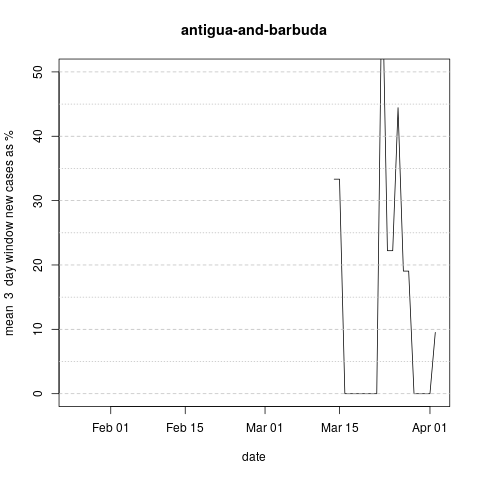 antigua-and-barbuda
mean  3  day window new cases as %
50
40
30
20
10
0
Feb 01
Feb 15
Mar 01
Mar 15
Apr 01
date